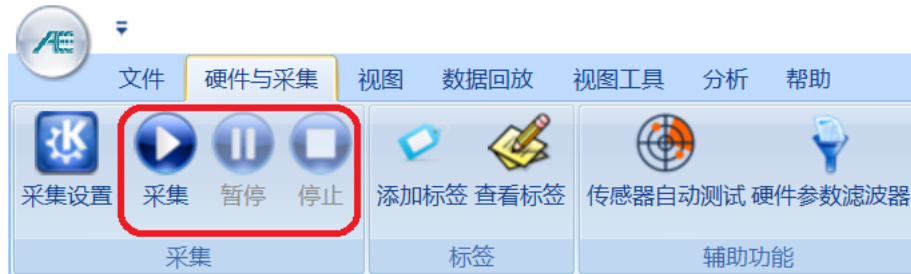 AE
文件 硬件与采集 视图 数据回放 视图工具 分析 帮助
采集设置 采集 暂停 停止 添加标签 查看标签 传感器自动测试 硬件参数滤波器
采集 标签 辅助功能